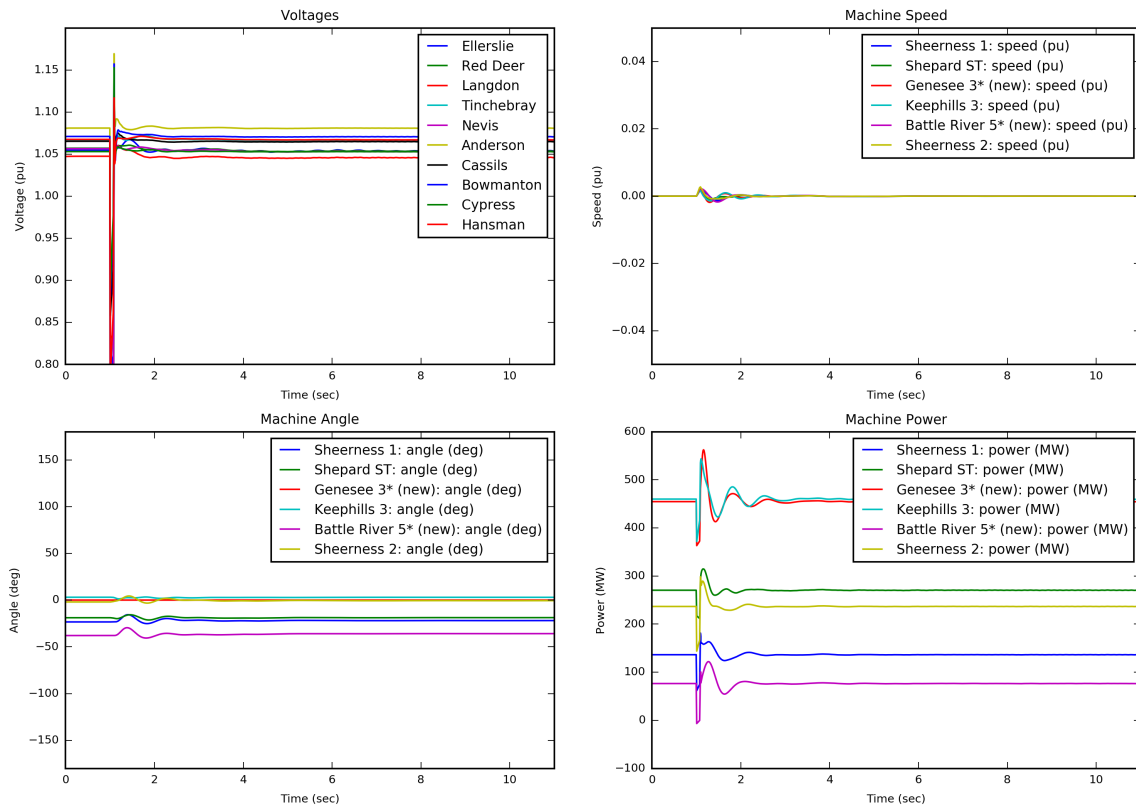 Voltages
1.15
1.10
1.05
1.00
0.95
0.90
0.85
0.80
Voltage (pu)
Ellerslie
Red Deer
Langdon
Tinchebray
Nevis
Anderson
Cassils
Bowmanton
Cypress
Hansman
0 2 4 6 8 10
Time (sec)
Machine Speed
0.04
0.02
0.00
−0.02
−0.04
Speed (pu)
Sheerness 1: speed (pu)
Shepard ST: speed (pu)
Genesee 3* (new): speed (pu)
Keephills 3: speed (pu)
Battle River 5* (new): speed (pu)
Sheerness 2: speed (pu)
0 2 4 6 8 10
Time (sec)
Machine Angle
150
100
50
0
−50
−100
−150
Angle (deg)
Sheerness 1: angle (deg)
Shepard ST: angle (deg)
Genesee 3* (new): angle (deg)
Keephills 3: angle (deg)
Battle River 5* (new): angle (deg)
Sheerness 2: angle (deg)
0 2 4 6 8 10
Time (sec)
Machine Power
600
500
400
300
200
100
0
−100
Power (MW)
Sheerness 1: power (MW)
Shepard ST: power (MW)
Genesee 3* (new): power (MW)
Keephills 3: power (MW)
Battle River 5* (new): power (MW)
Sheerness 2: power (MW)
0 2 4 6 8 10
Time (sec)